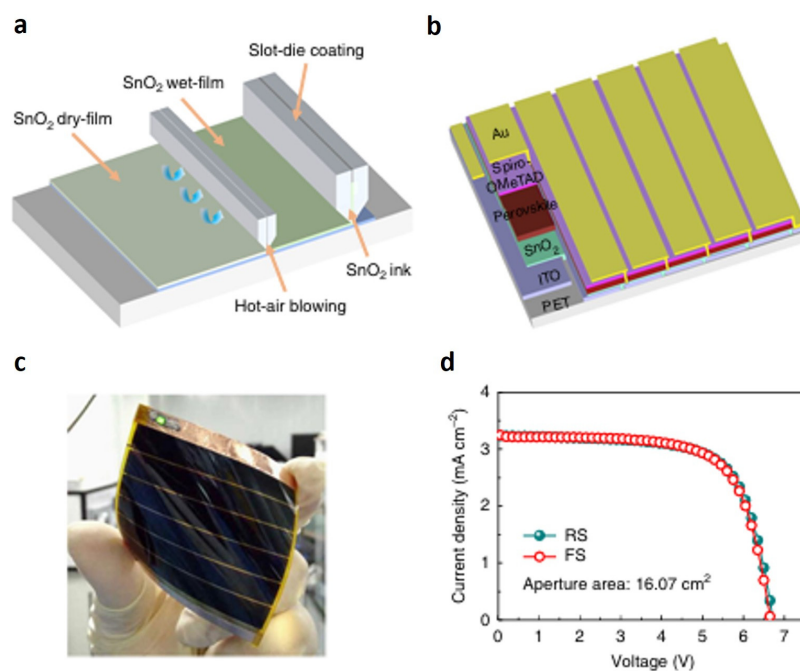 a
Slot-die coating
SnO₂ wet-film
SnO₂ dry-film
SnO₂ ink
Hot-air blowing
b
Au
Spiro-
OMeTAD
Perovskite
SnO₂
ITO
PET
c
d
Current density (mA cm⁻²)
4
3
2
1
0
RS
FS
Aperture area: 16.07 cm²
0 1 2 3 4 5 6 7
Voltage (V)